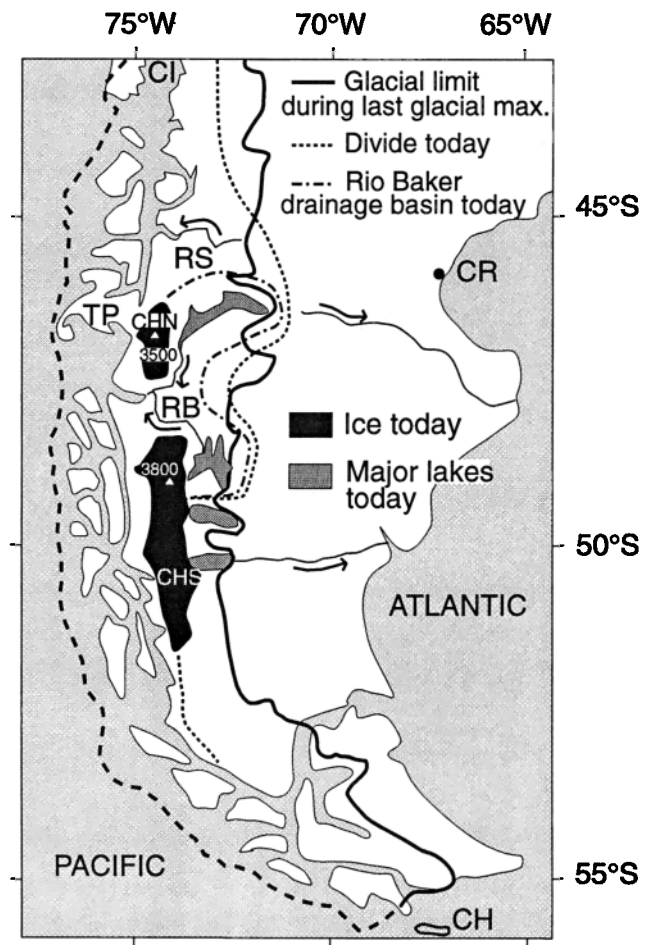 75°W 70°W 65°W
CI
Glacial limit
during last glacial max.
Divide today
Rio Baker
drainage basin today
45°S
RS
CR
TP
CHN
3500
RB
Ice today
3800
Major lakes
today
50°S
CHS
ATLANTIC
PACIFIC
55°S
CH